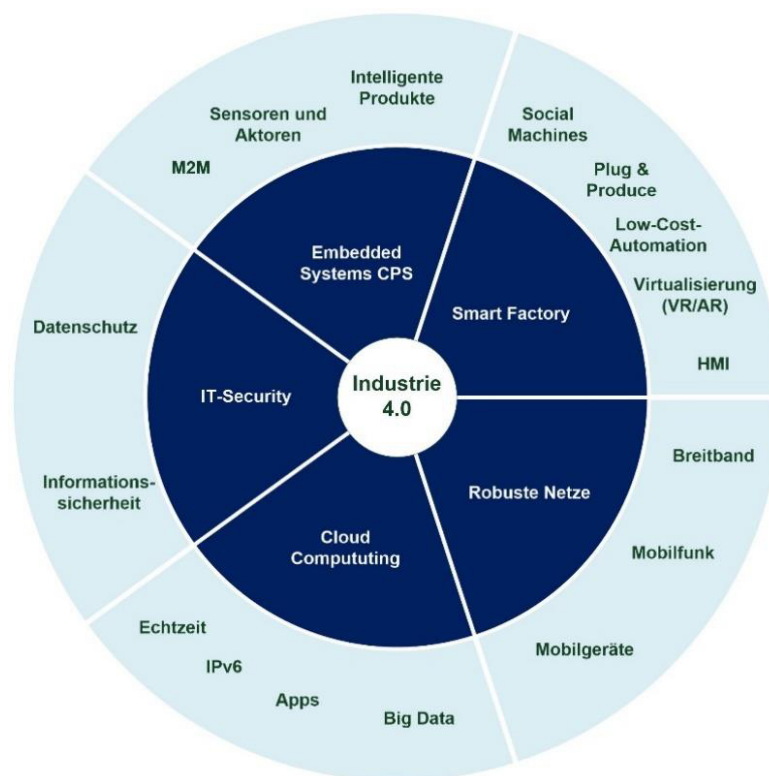 Intelligente
Produkte
Sensoren und
Aktoren
M2M
Social
Machines
Plug &
Produce
Low-Cost-
Automation
Virtualisierung
(VR/AR)
HMI
Embedded
Systems CPS
Smart Factory
Datenschutz
IT-Security
Industrie
4.0
Informations-
sicherheit
Robuste Netze
Breitband
Mobilfunk
Mobilgeräte
Cloud
Compututing
Echtzeit
IPv6
Apps
Big Data